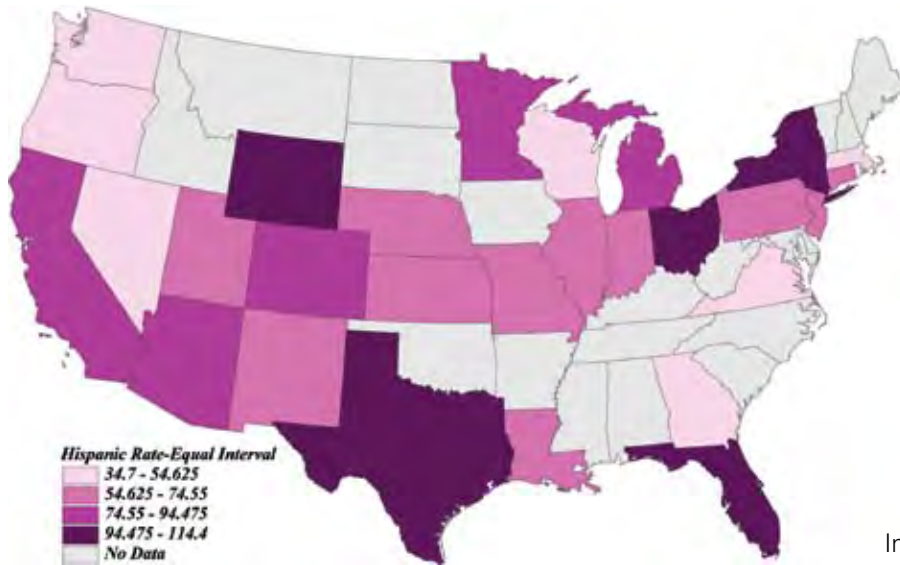 Hispanic Rate-Equal Interval
34.7 - 54.625
54.625 - 74.55
74.55 - 94.475
94.475 - 114.4
No Data
In